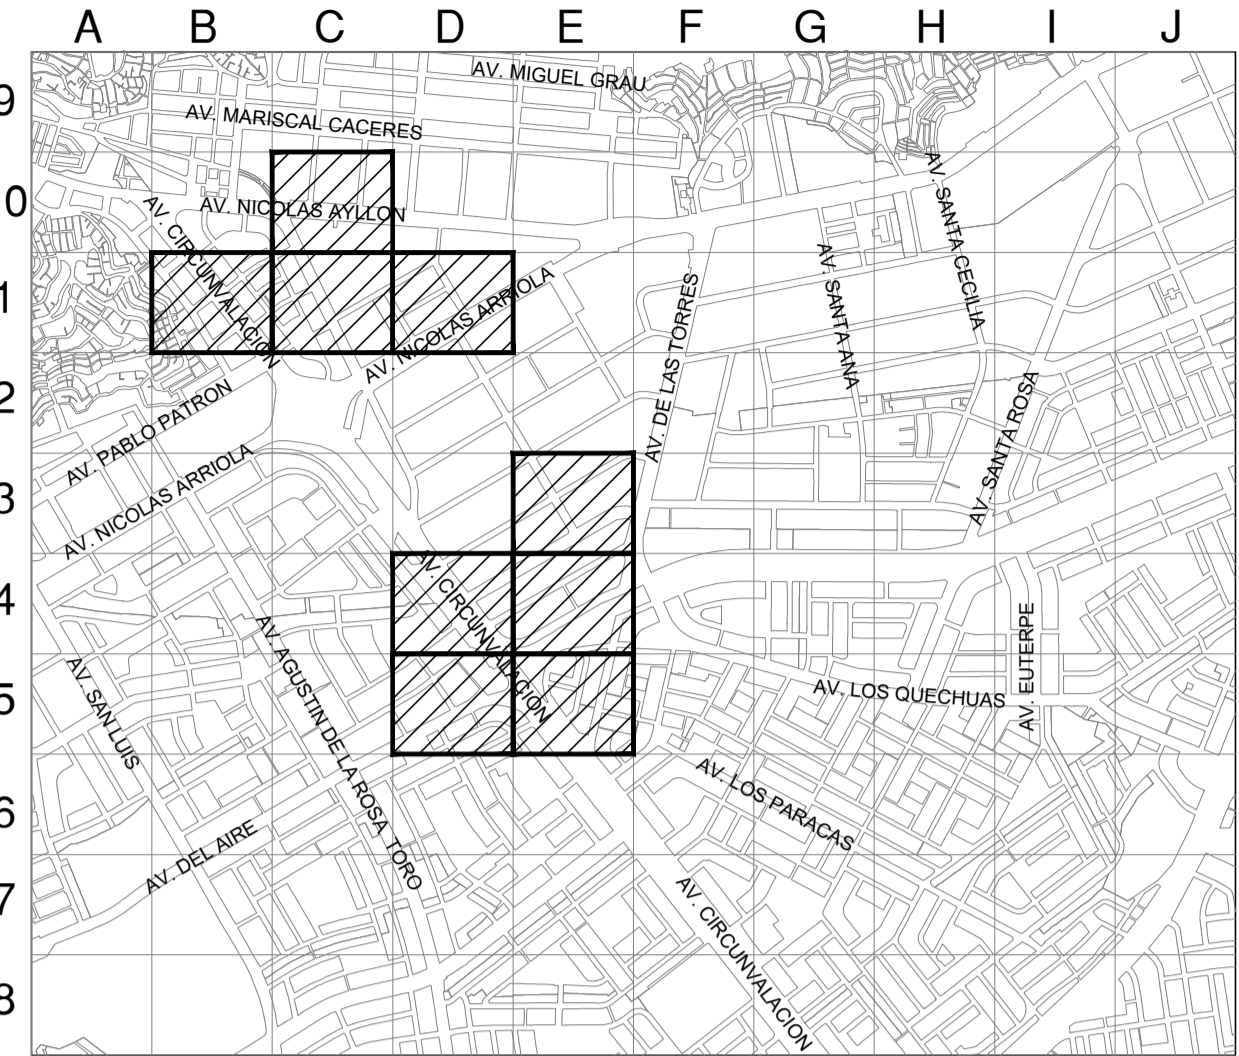 A B C D E F G H I J
9
AV. MIGUEL GRAU
AV. MARISCAL CACERES
0
AV. NICOLAS AYLLON
AV. CIRCUNVALACION
AV. SANTA CECILIA
1
AV. NICOLAS ARRIOLA
AV. DE LAS TORRES
AV. SANTA ANA
2
AV. PABLO PATRON
AV. SANTA ROSA
3
AV. NICOLAS ARRIOLA
4
AV. CIRCUNVALACION
AV. AGUSTIN DE LA ROSA TORO
AV. EUTERPE
5
AV. SAN LUIS
AV. LOS QUECHUAS
6
AV. LOS PARACAS
AV. DEL AIRE
7
AV. CIRCUNVALACION
8